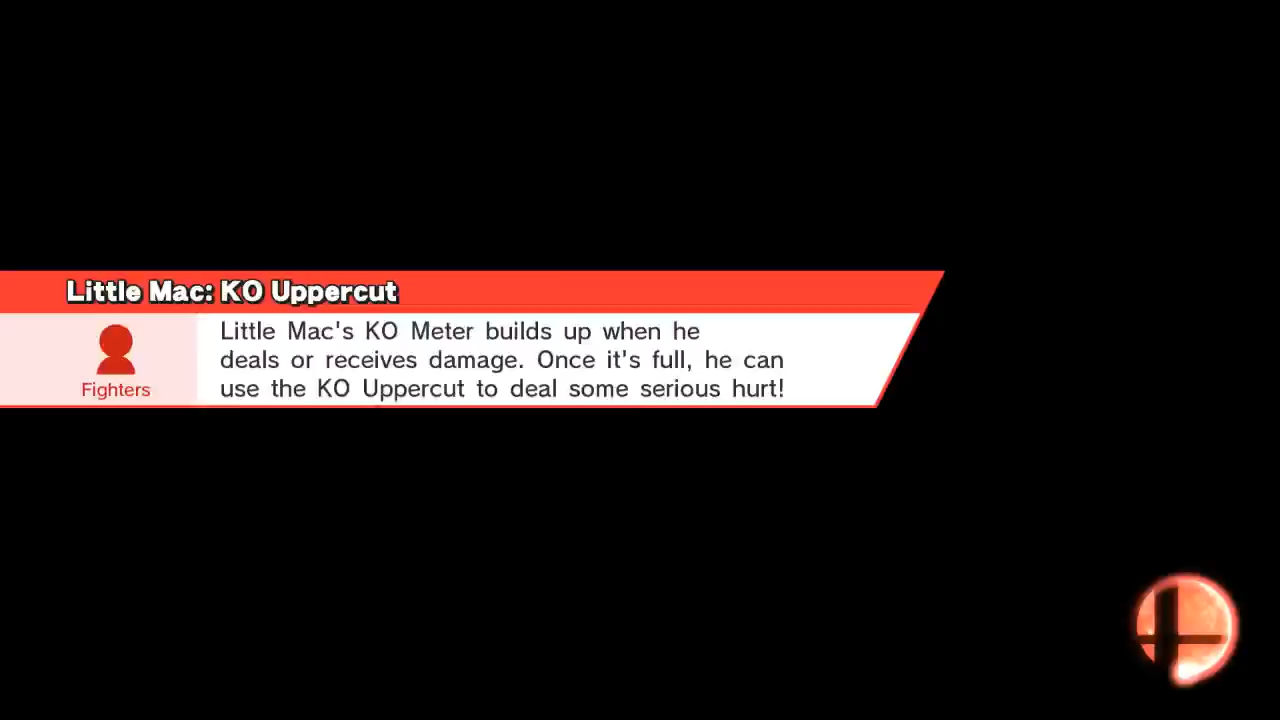 Little Mac: KO Uppercut
Little Mac's KO Meter builds up when he
deals or receives damage. Once it's full, he can
use the KO Uppercut to deal some serious hurt!
Fighters